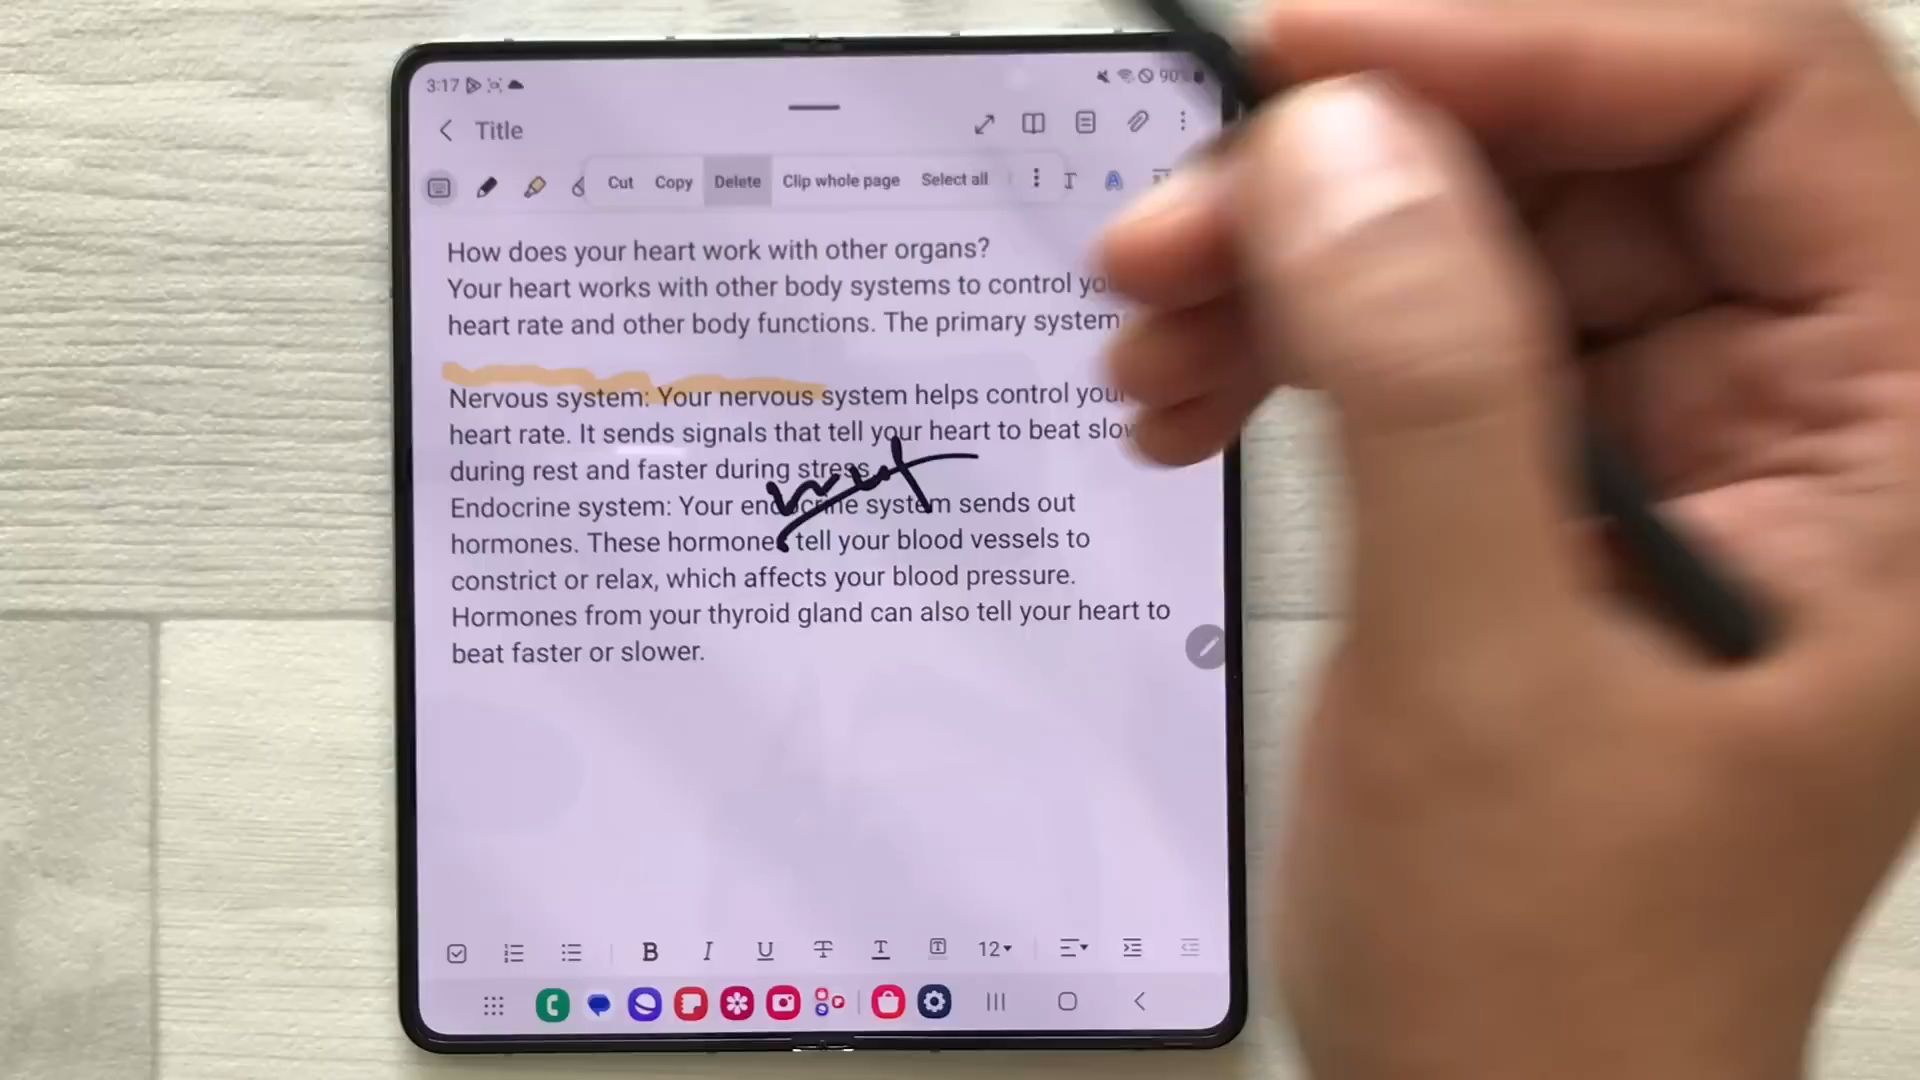 3:17 90%
Title
Cut Copy Delete Clip whole page Select all T A
How does your heart work with other organs?
Your heart works with other body systems to control
heart rate and other body functions. The primary system
Nervous system: Your nervous system helps control your
heart rate. It sends signals that tell your heart to beat
during rest and faster during stress.
Endocrine system: Your endocrine system sends out
hormones. These hormones tell your blood vessels to
constrict or relax, which affects your blood pressure.
Hormones from your thyroid gland can also tell your heart to
beat faster or slower.
B I U T T T 12